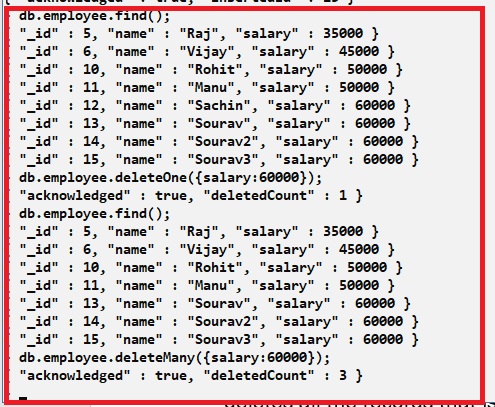 "acknowledged" : true, "insertedId" : 15 }
db.employee.find();
"_id" : 5, "name" : "Raj", "salary" : 35000 }
"_id" : 6, "name" : "Vijay", "salary" : 45000 }
"_id" : 10, "name" : "Rohit", "salary" : 50000 }
"_id" : 11, "name" : "Manu", "salary" : 50000 }
"_id" : 12, "name" : "Sachin", "salary" : 60000 }
"_id" : 13, "name" : "Sourav", "salary" : 60000 }
"_id" : 14, "name" : "Sourav2", "salary" : 60000 }
"_id" : 15, "name" : "Sourav3", "salary" : 60000 }
db.employee.deleteOne({salary:60000});
"acknowledged" : true, "deletedCount" : 1 }
db.employee.find();
"_id" : 5, "name" : "Raj", "salary" : 35000 }
"_id" : 6, "name" : "Vijay", "salary" : 45000 }
"_id" : 10, "name" : "Rohit", "salary" : 50000 }
"_id" : 11, "name" : "Manu", "salary" : 50000 }
"_id" : 13, "name" : "Sourav", "salary" : 60000 }
"_id" : 14, "name" : "Sourav2", "salary" : 60000 }
"_id" : 15, "name" : "Sourav3", "salary" : 60000 }
db.employee.deleteMany({salary:60000});
"acknowledged" : true, "deletedCount" : 3 }